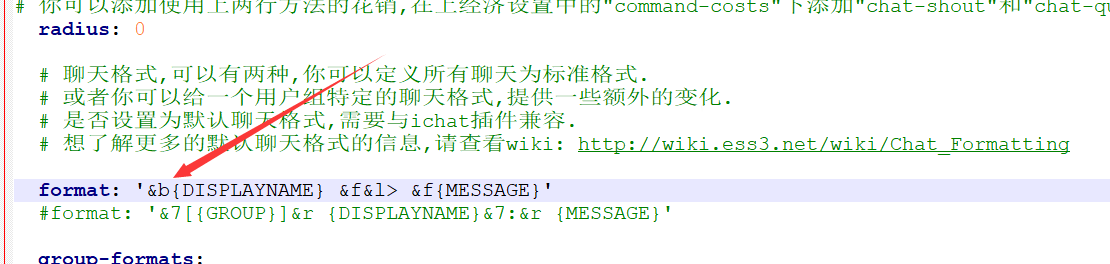 # 你可以添加使用上两行方法的花销,在上经济设置中的"command-costs"下添加"chat-shout"和"chat-qu
radius: 0
# 聊天格式,可以有两种,你可以定义所有聊天为标准格式.
# 或者你可以给一个用户组特定的聊天格式,提供一些额外的变化.
# 是否设置为默认聊天格式,需要与ichat插件兼容.
# 想了解更多的默认聊天格式的信息,请查看wiki: http://wiki.ess3.net/wiki/Chat_Formatting
format: '&b{DISPLAYNAME} &f&l> &f{MESSAGE}'
#format: '&7[{GROUP}]&r {DISPLAYNAME}&7:&r {MESSAGE}'
group-formats: